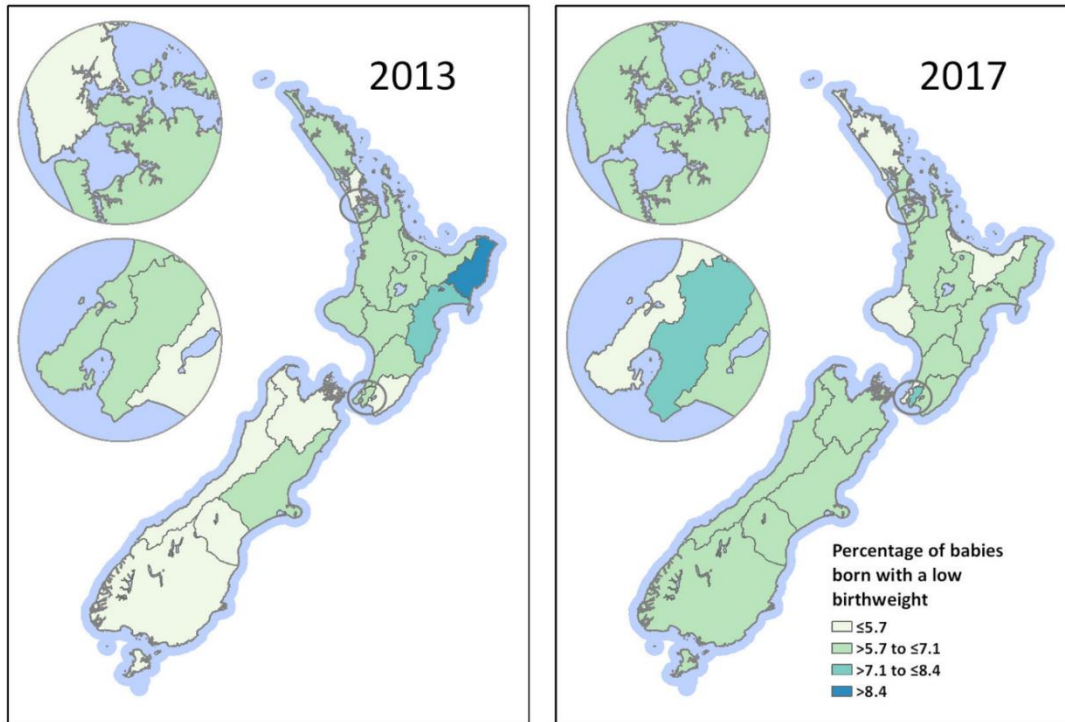 2013
2017
Percentage of babies
born with a low
birthweight
≤5.7
>5.7 to ≤7.1
>7.1 to ≤8.4
>8.4